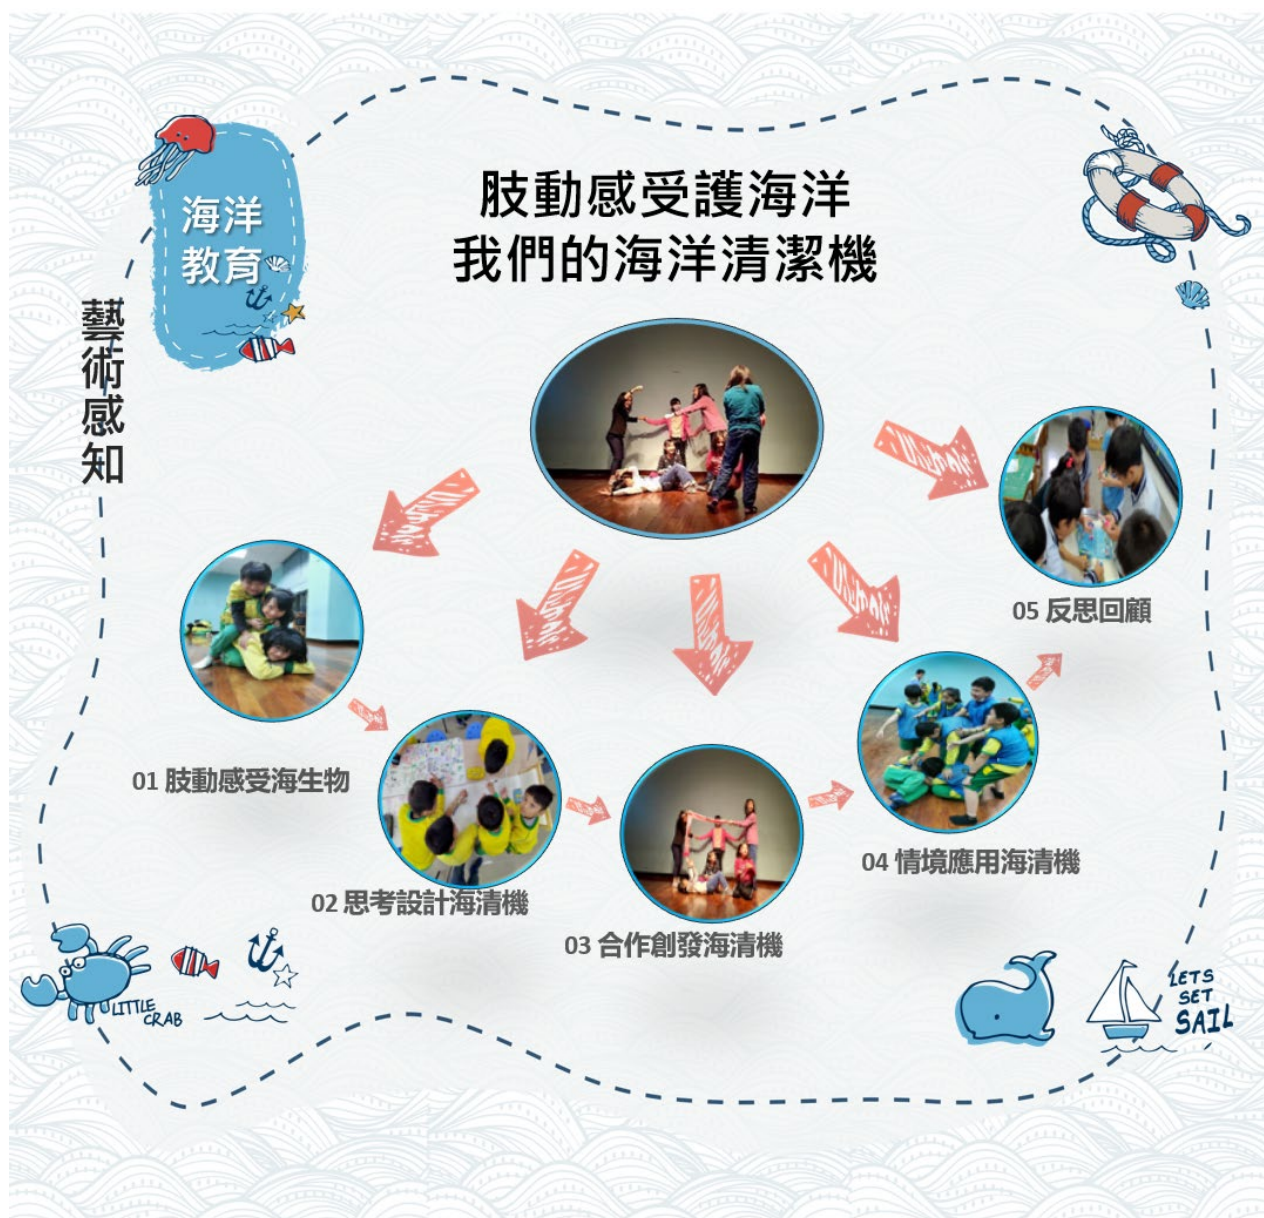 海洋
教育
肢動感受護海洋
我們的海洋清潔機
藝術感知
05 反思回顧
01 肢動感受海生物
04 情境應用海清機
02 思考設計海清機
03 合作創發海清機
LITTLE
CRAB
LETS
SET
SAIL